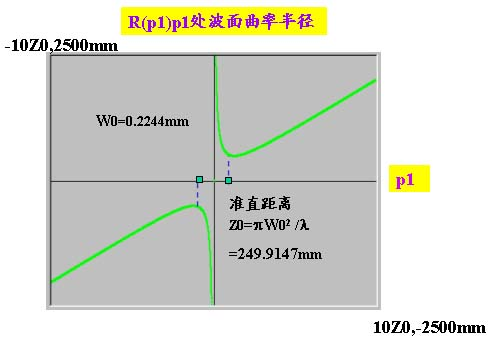 R(p1)p1处波面曲率半径
-10Z0,2500mm
W0=0.2244mm
p1
准直距离
Z0=πW0² /λ
=249.9147mm
10Z0,-2500mm